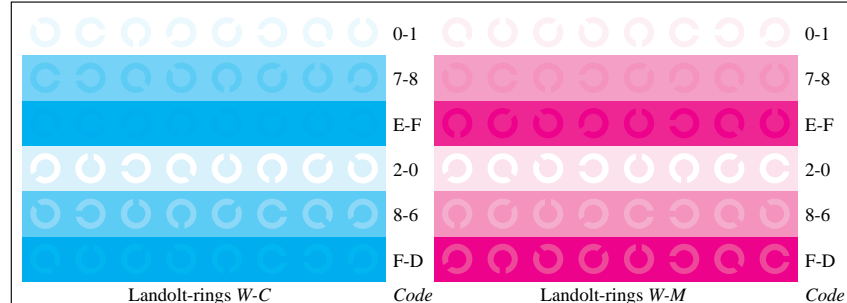 0-1 0-1
7-8 7-8
E-F E-F
2-0 2-0
8-6 8-6
F-D F-D
Landolt-rings W-C Code Landolt-rings W-M Code